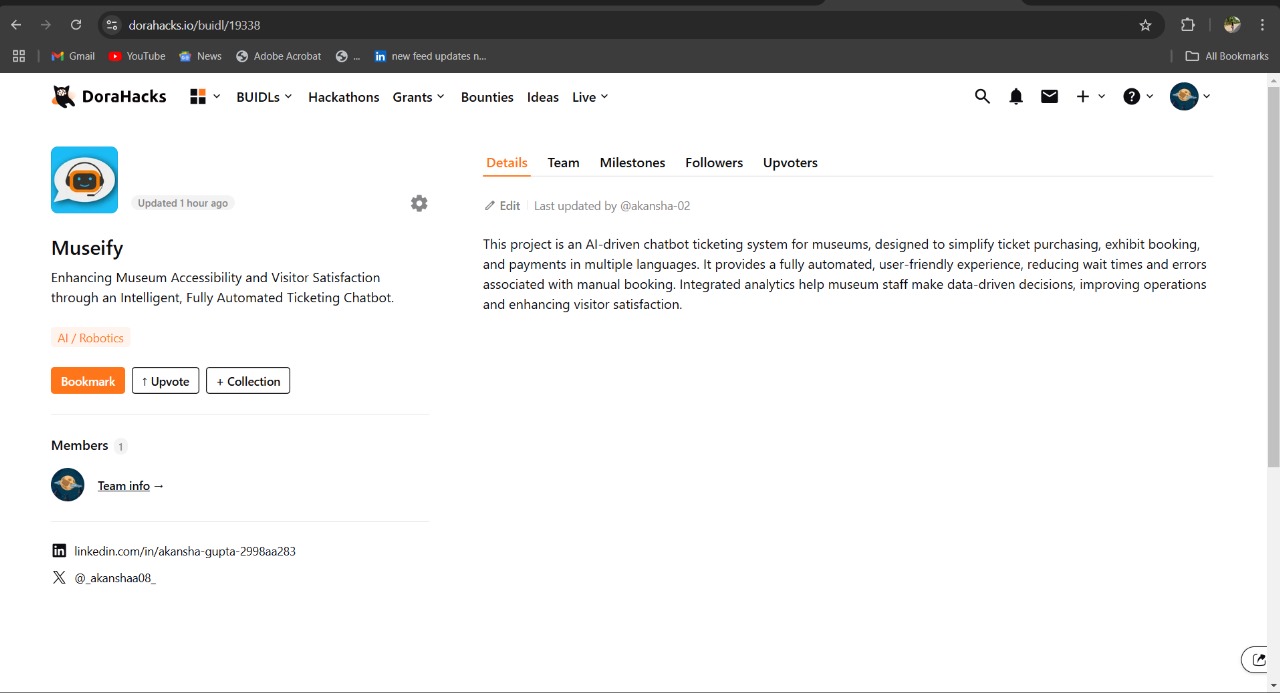 dorahacks.io/buidl/19338
Gmail YouTube News Adobe Acrobat ... new feed updates n... All Bookmarks
DoraHacks BUIDLs Hackathons Grants Bounties Ideas Live
Details Team Milestones Followers Upvoters
Updated 1 hour ago
Edit Last updated by @akansha-02
Museify
Enhancing Museum Accessibility and Visitor Satisfaction
through an Intelligent, Fully Automated Ticketing Chatbot.
This project is an AI-driven chatbot ticketing system for museums, designed to simplify ticket purchasing, exhibit booking,
and payments in multiple languages. It provides a fully automated, user-friendly experience, reducing wait times and errors
associated with manual booking. Integrated analytics help museum staff make data-driven decisions, improving operations
and enhancing visitor satisfaction.
AI / Robotics
Bookmark ↑ Upvote + Collection
Members 1
Team info →
linkedin.com/in/akansha-gupta-2998aa283
@_akanshaa08_